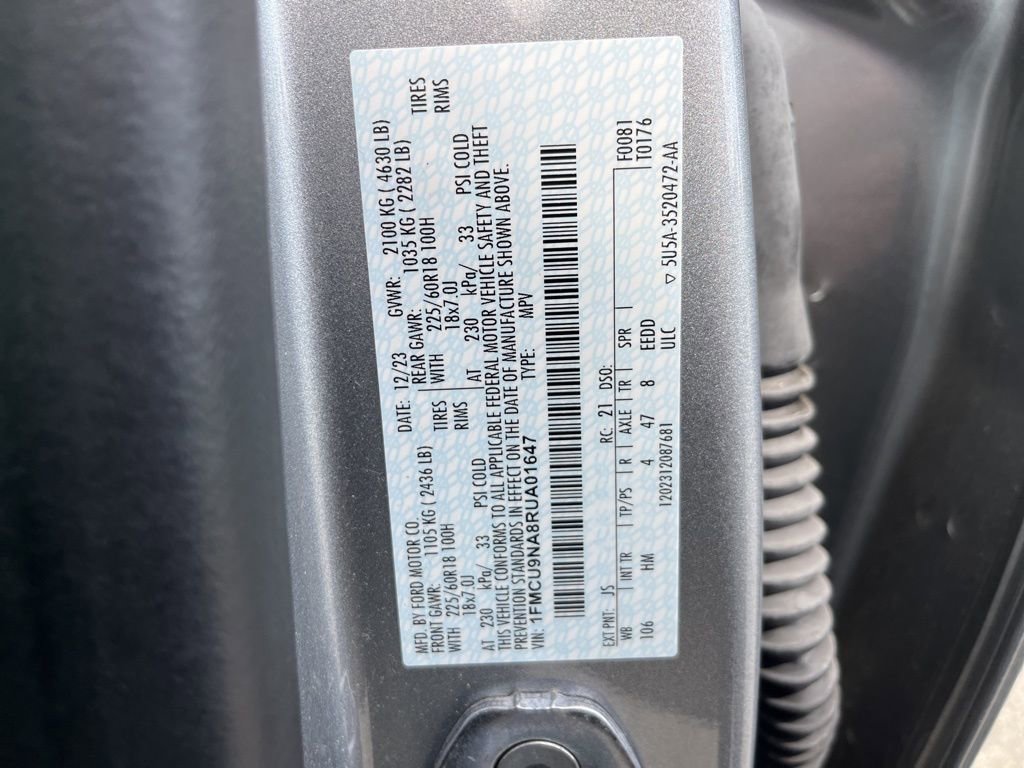 MFD. BY FORD MOTOR CO.
DATE: 12/23 GVWR: 2100 KG ( 4630 LB)
FRONT GAWR: 1105 KG ( 2436 LB) REAR GAWR: 1035 KG ( 2282 LB)
WITH 225/60R18 100H TIRES WITH 225/60R18 100H TIRES
18x7.0J RIMS 18x7.0J RIMS
AT 230 kPa/ 33 PSI COLD AT 230 kPa/ 33 PSI COLD
THIS VEHICLE CONFORMS TO ALL APPLICABLE FEDERAL MOTOR VEHICLE SAFETY AND THEFT
PREVENTION STANDARDS IN EFFECT ON THE DATE OF MANUFACTURE SHOWN ABOVE.
VIN: 1FMCU9NA8RUA01647 TYPE: MPV
EXT PNT: JS RC: 21 DSO:
WB INT TR TP/PS R AXLE TR SPR F0081
106 HM 4 47 8 EEDD T0176
120231208​7681 ULC
▽ 5U5A-3520472-AA